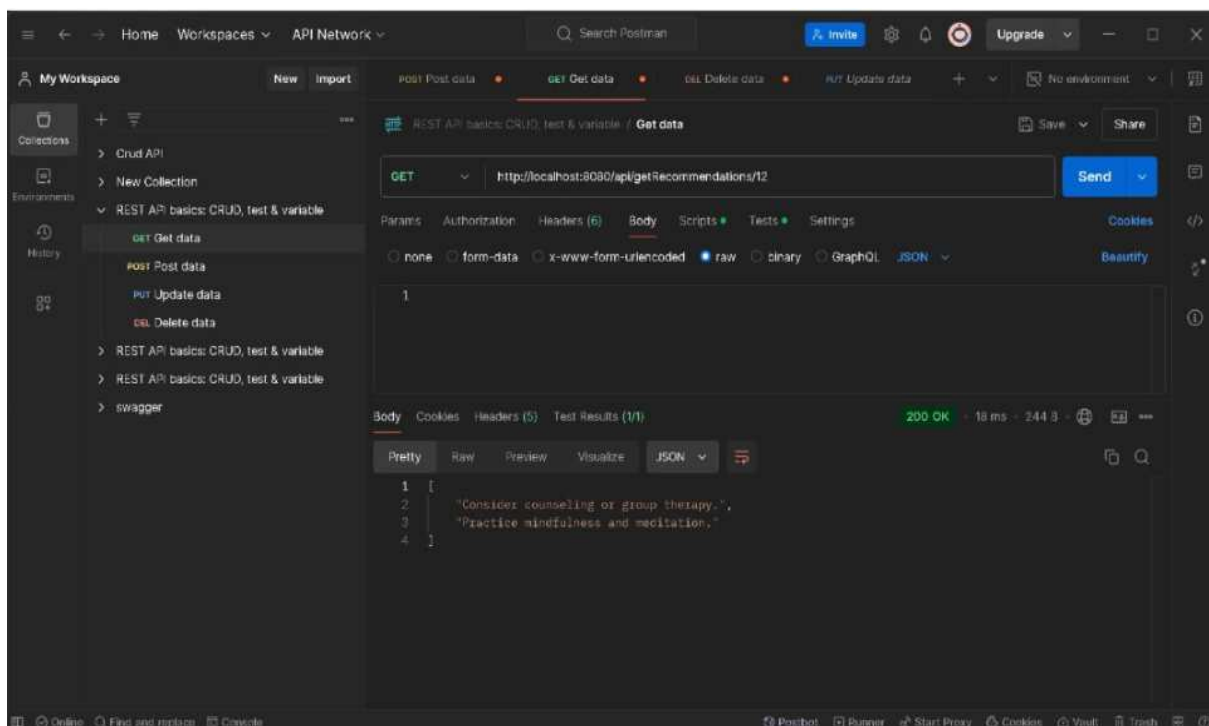 Home Workspaces API Network Search Postman Invite Upgrade
My Workspace New Import POST Post data GET Get data DEL Delete data PUT Update data No environment
Collections
Environments
History
Crud API
New Collection
REST API basics: CRUD, test & variable
GET Get data
POST Post data
PUT Update data
DEL Delete data
REST API basics: CRUD, test & variable
REST API basics: CRUD, test & variable
swagger
REST API basics: CRUD, test & variable / Get data Save Share
GET http://localhost:8080/api/getRecommendations/12 Send
Params Authorization Headers (6) Body Scripts Tests Settings Cookies
none form-data x-www-form-urlencoded raw binary GraphQL JSON Beautify
1
Body Cookies Headers (5) Test Results (1/1) 200 OK 18 ms 244 B
Pretty Raw Preview Visualize JSON
1 [
2 "Consider counseling or group therapy.",
3 "Practice mindfulness and meditation."
4 ]
Online Find and replace Console Postbot Runner Start Proxy Cookies Vault Trash